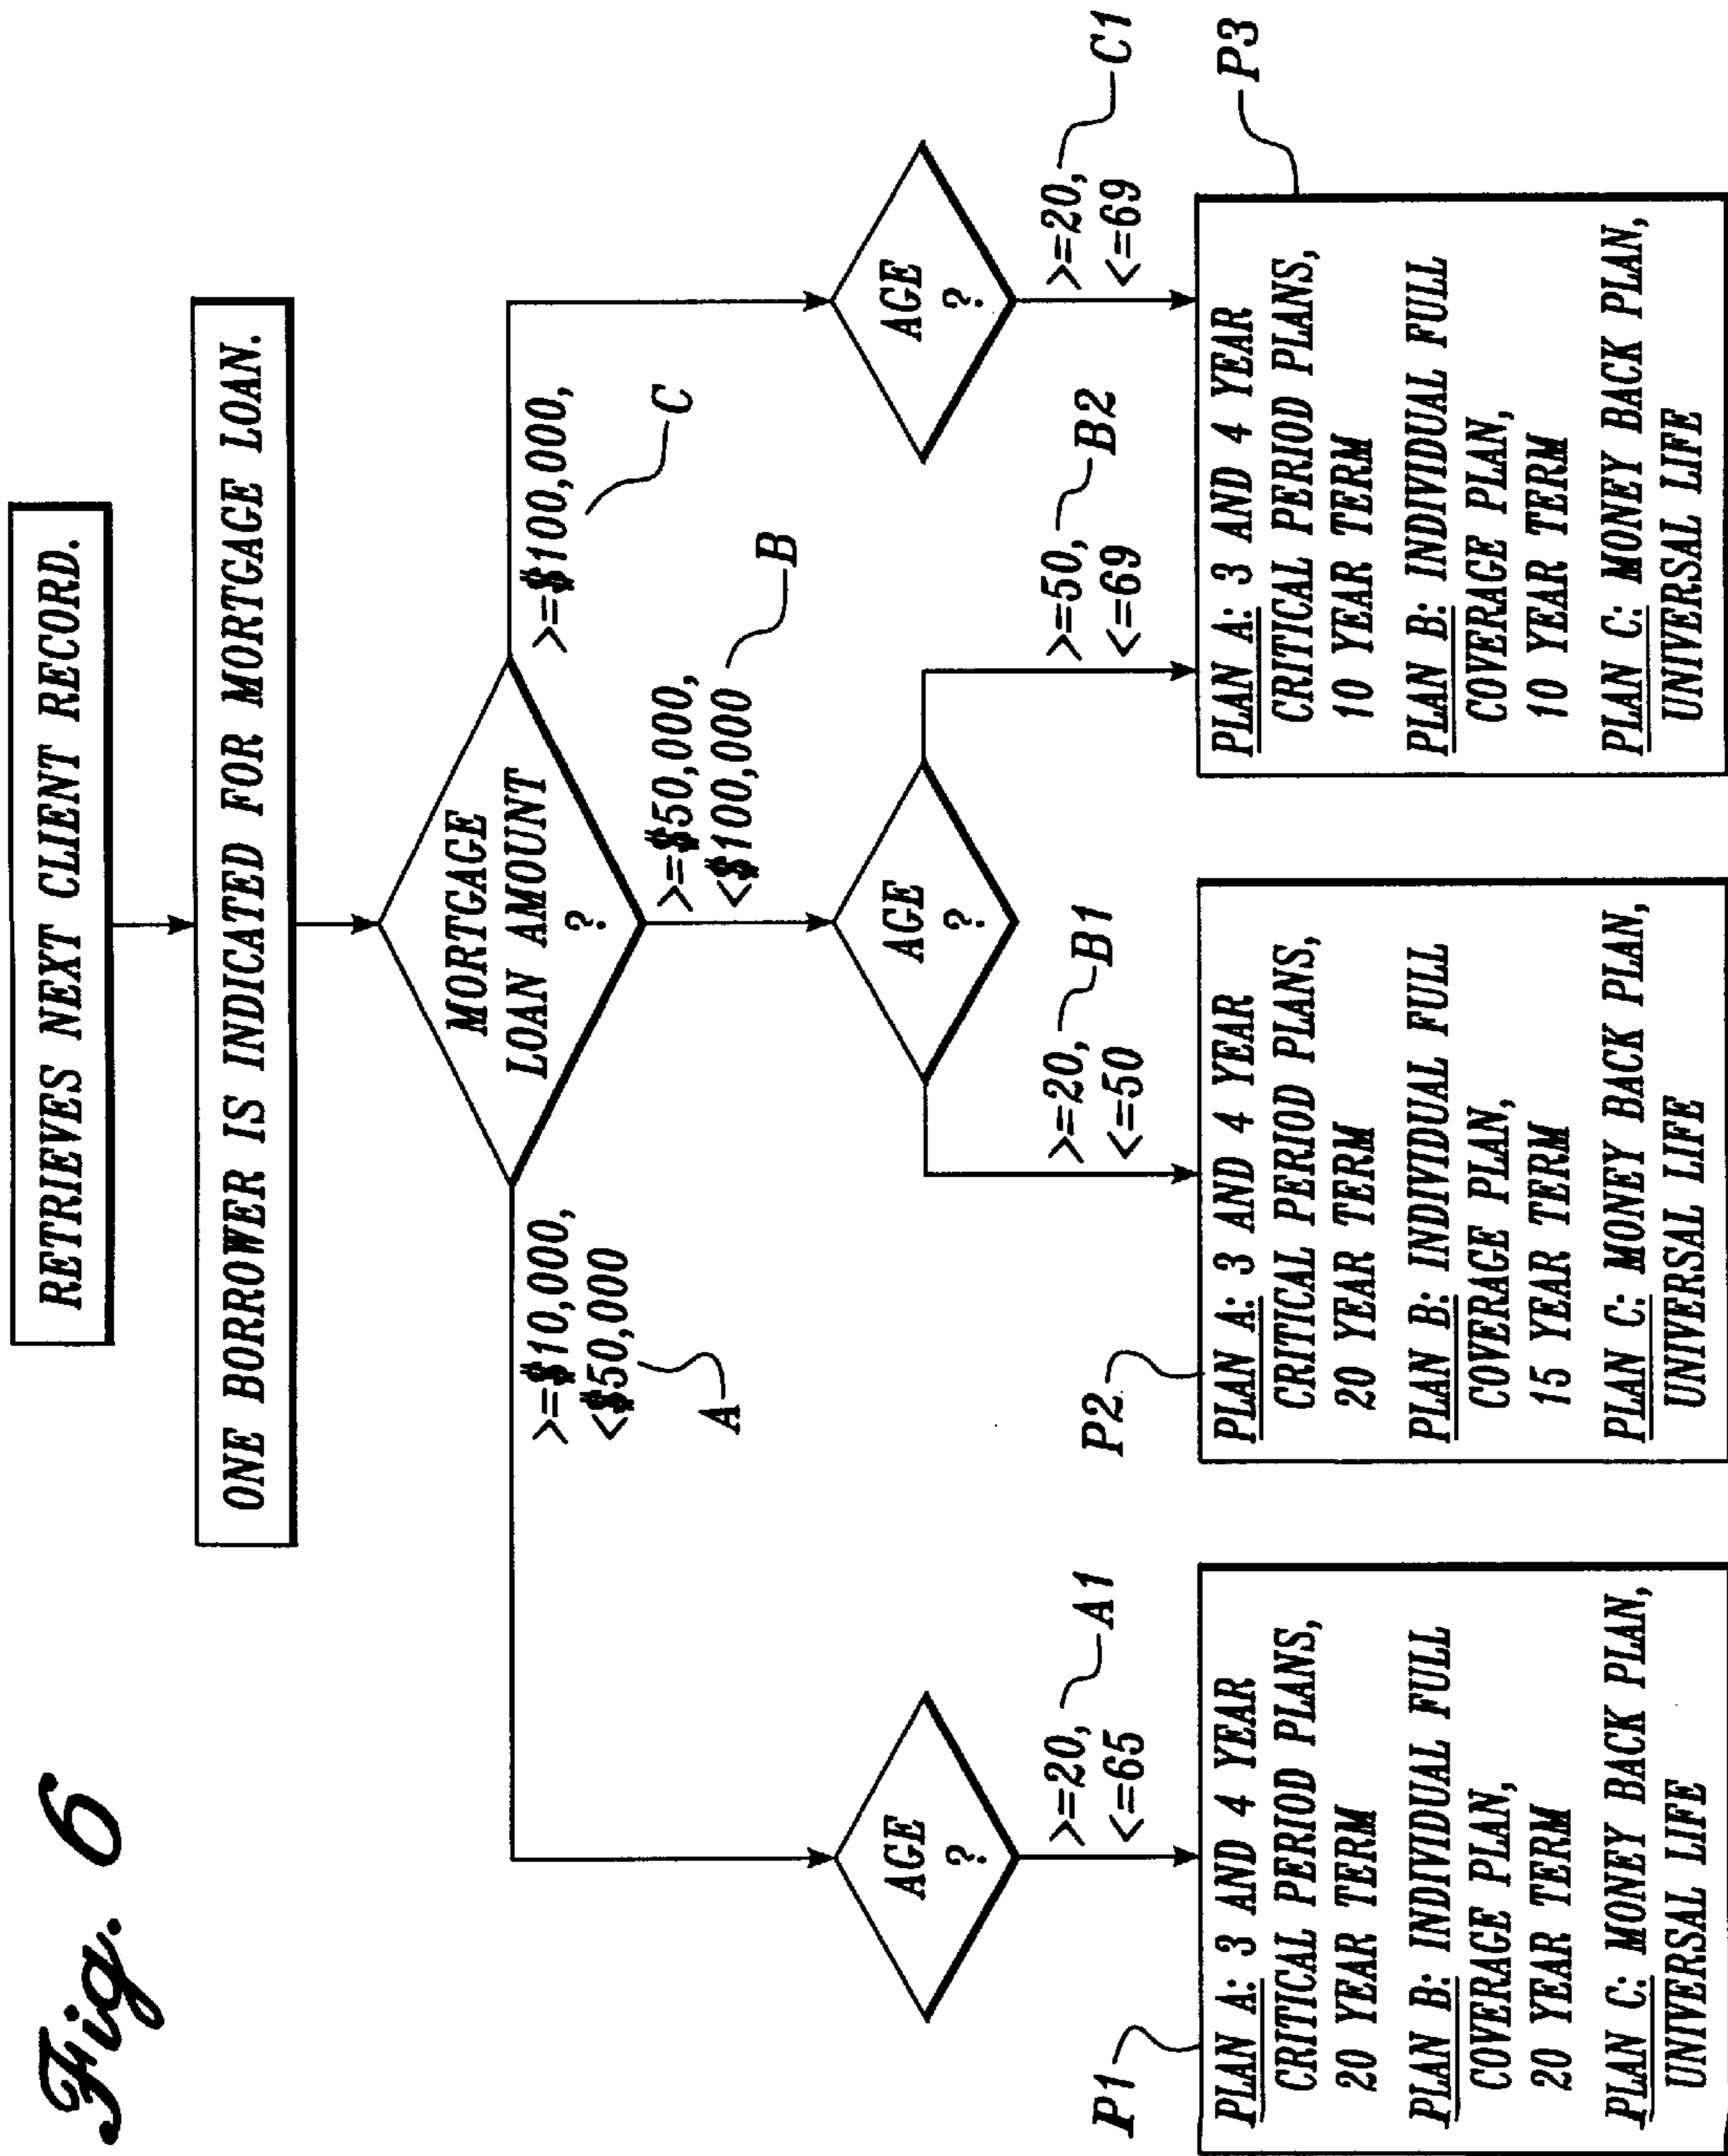 Fig. 6
RETRIEVES NEXT CLIENT RECORD.
ONE BORROWER IS INDICATED FOR MORTGAGE LOAN.
MORTGAGE
LOAN AMOUNT
?
>=$10,000,
<$50,000
A
>=$50,000,
<$100,000
B
>=$100,000,
C
AGE
?
AGE
?
AGE
?
>=20,
<=65
A1
>=20,
<=50
B1
>=50,
<=69
B2
>=20,
<=69
C1
P1
PLAN A: 3 AND 4 YEAR
CRITICAL PERIOD PLANS,
20 YEAR TERM
PLAN B: INDIVIDUAL FULL
COVERAGE PLAN,
20 YEAR TERM
PLAN C: MONEY BACK PLAN,
UNIVERSAL LIFE
P2
PLAN A: 3 AND 4 YEAR
CRITICAL PERIOD PLANS,
20 YEAR TERM
PLAN B: INDIVIDUAL FULL
COVERAGE PLAN,
15 YEAR TERM
PLAN C: MONEY BACK PLAN,
UNIVERSAL LIFE
P3
PLAN A: 3 AND 4 YEAR
CRITICAL PERIOD PLANS,
10 YEAR TERM
PLAN B: INDIVIDUAL FULL
COVERAGE PLAN,
10 YEAR TERM
PLAN C: MONEY BACK PLAN,
UNIVERSAL LIFE